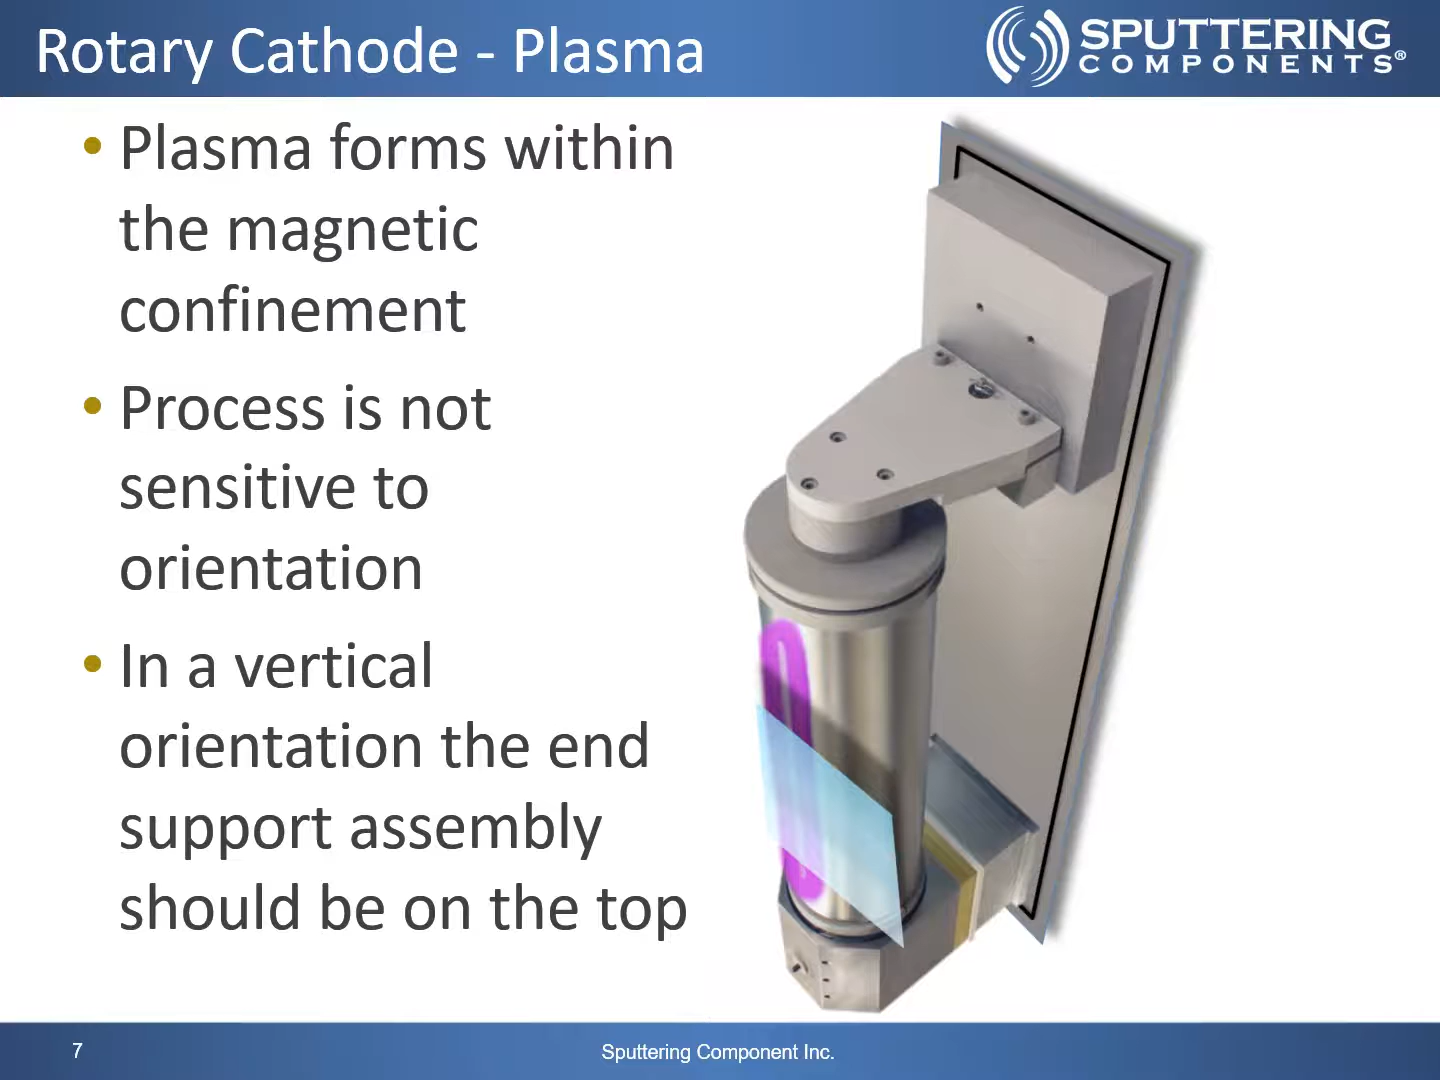 Rotary Cathode - Plasma
SPUTTERING
COMPONENTS®
• Plasma forms within
the magnetic
confinement
• Process is not
sensitive to
orientation
• In a vertical
orientation the end
support assembly
should be on the top
7
Sputtering Component Inc.